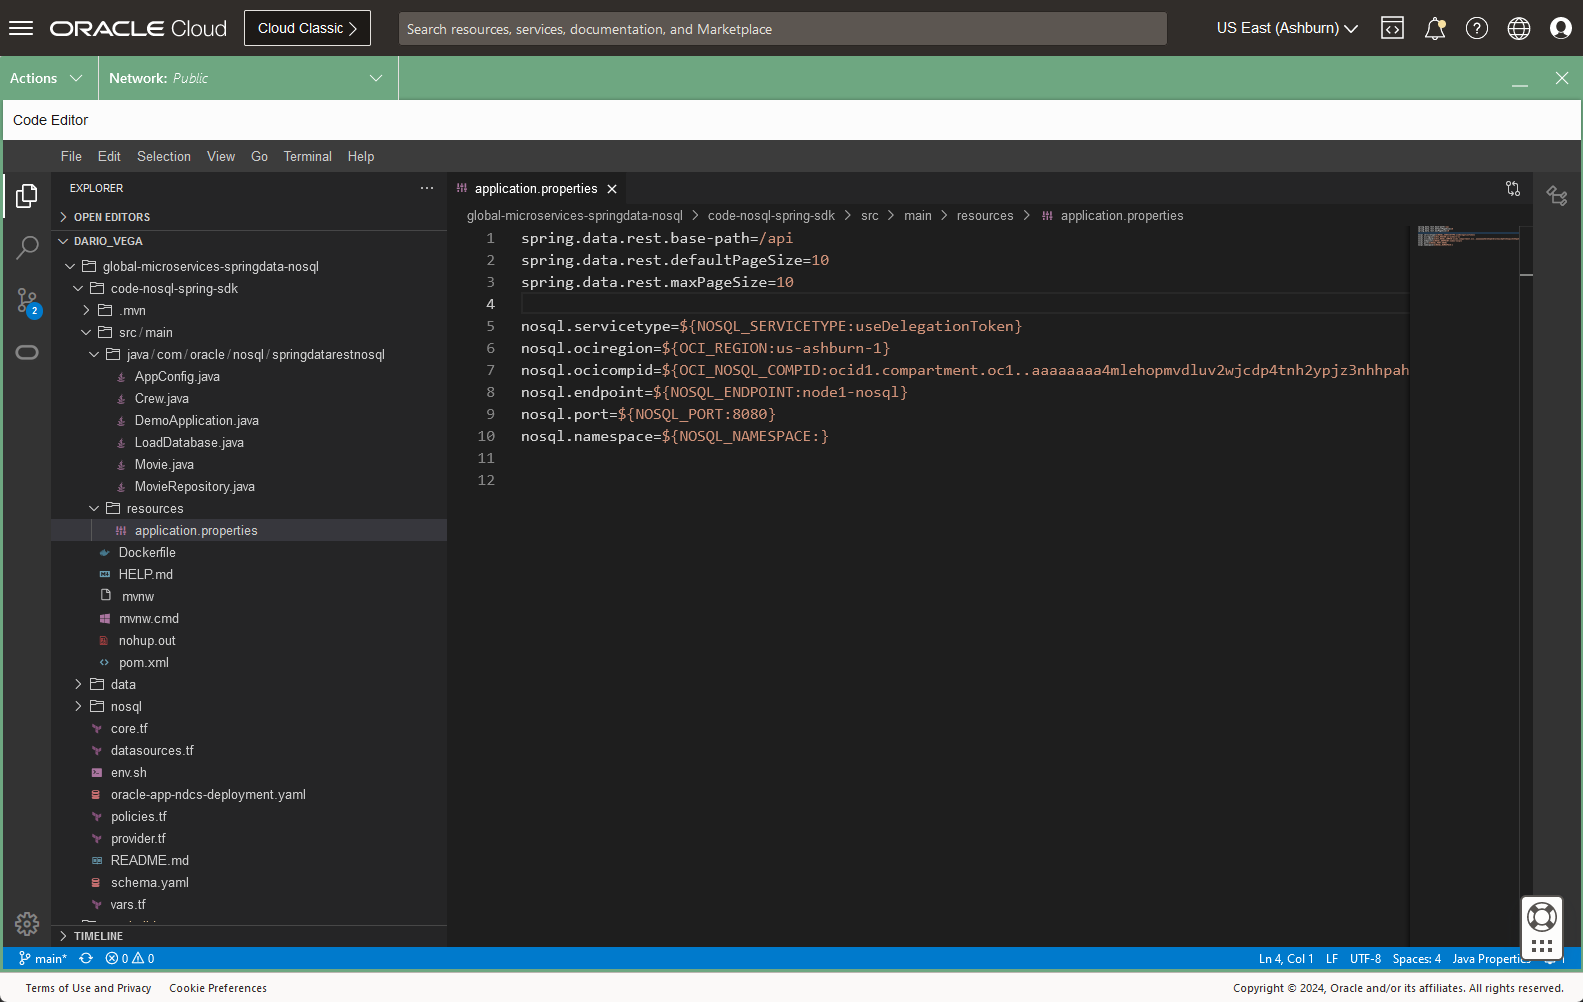 ORACLE Cloud
Cloud Classic
Search resources, services, documentation, and Marketplace
US East (Ashburn)
Actions
Network: Public
Code Editor
File Edit Selection View Go Terminal Help
EXPLORER
OPEN EDITORS
DARIO_VEGA
global-microservices-springdata-nosql
code-nosql-spring-sdk
.mvn
src/main
java/com/oracle/nosql/springdatarestnosql
AppConfig.java
Crew.java
DemoApplication.java
LoadDatabase.java
Movie.java
MovieRepository.java
resources
application.properties
Dockerfile
HELP.md
mvnw
mvnw.cmd
nohup.out
pom.xml
data
nosql
core.tf
datasources.tf
env.sh
oracle-app-ndcs-deployment.yaml
policies.tf
provider.tf
README.md
schema.yaml
vars.tf
TIMELINE
2
application.properties
global-microservices-springdata-nosql code-nosql-spring-sdk src main resources application.properties
1 spring.data.rest.base-path=/api
2 spring.data.rest.defaultPageSize=10
3 spring.data.rest.maxPageSize=10
4
5 nosql.servicetype=${NOSQL_SERVICETYPE:useDelegationToken}
6 nosql.ociregion=${OCI_REGION:us-ashburn-1}
7 nosql.ocicompid=${OCI_NOSQL_COMPID:ocid1.compartment.oc1..aaaaaaaa4mlehopmvdluv2wjcdp4tnh2ypjz3nhhpah
8 nosql.endpoint=${NOSQL_ENDPOINT:node1-nosql}
9 nosql.port=${NOSQL_PORT:8080}
10 nosql.namespace=${NOSQL_NAMESPACE:}
11
12
main* 0 0
Ln 4, Col 1 LF UTF-8 Spaces: 4 Java Properties
Terms of Use and Privacy Cookie Preferences
Copyright © 2024, Oracle and/or its affiliates. All rights reserved.